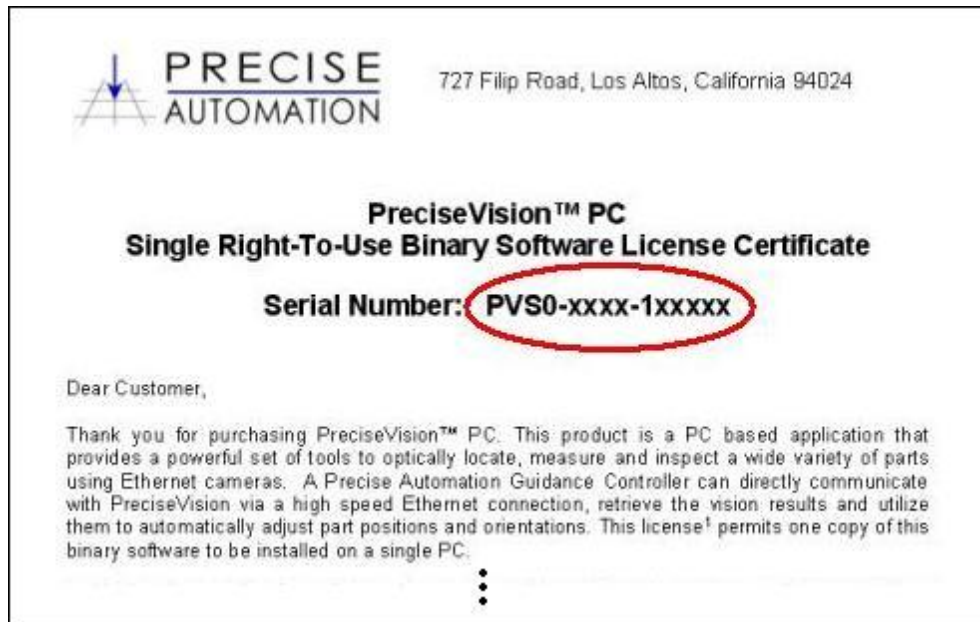 PRECISE
AUTOMATION
727 Filip Road, Los Altos, California 94024
PreciseVision™ PC
Single Right-To-Use Binary Software License Certificate
Serial Number: PVS0-xxxx-1xxxxx
Dear Customer,
Thank you for purchasing PreciseVision™ PC. This product is a PC based application that
provides a powerful set of tools to optically locate, measure and inspect a wide variety of parts
using Ethernet cameras. A Precise Automation Guidance Controller can directly communicate
with PreciseVision via a high speed Ethernet connection, retrieve the vision results and utilize
them to automatically adjust part positions and orientations. This license¹ permits one copy of this
binary software to be installed on a single PC.